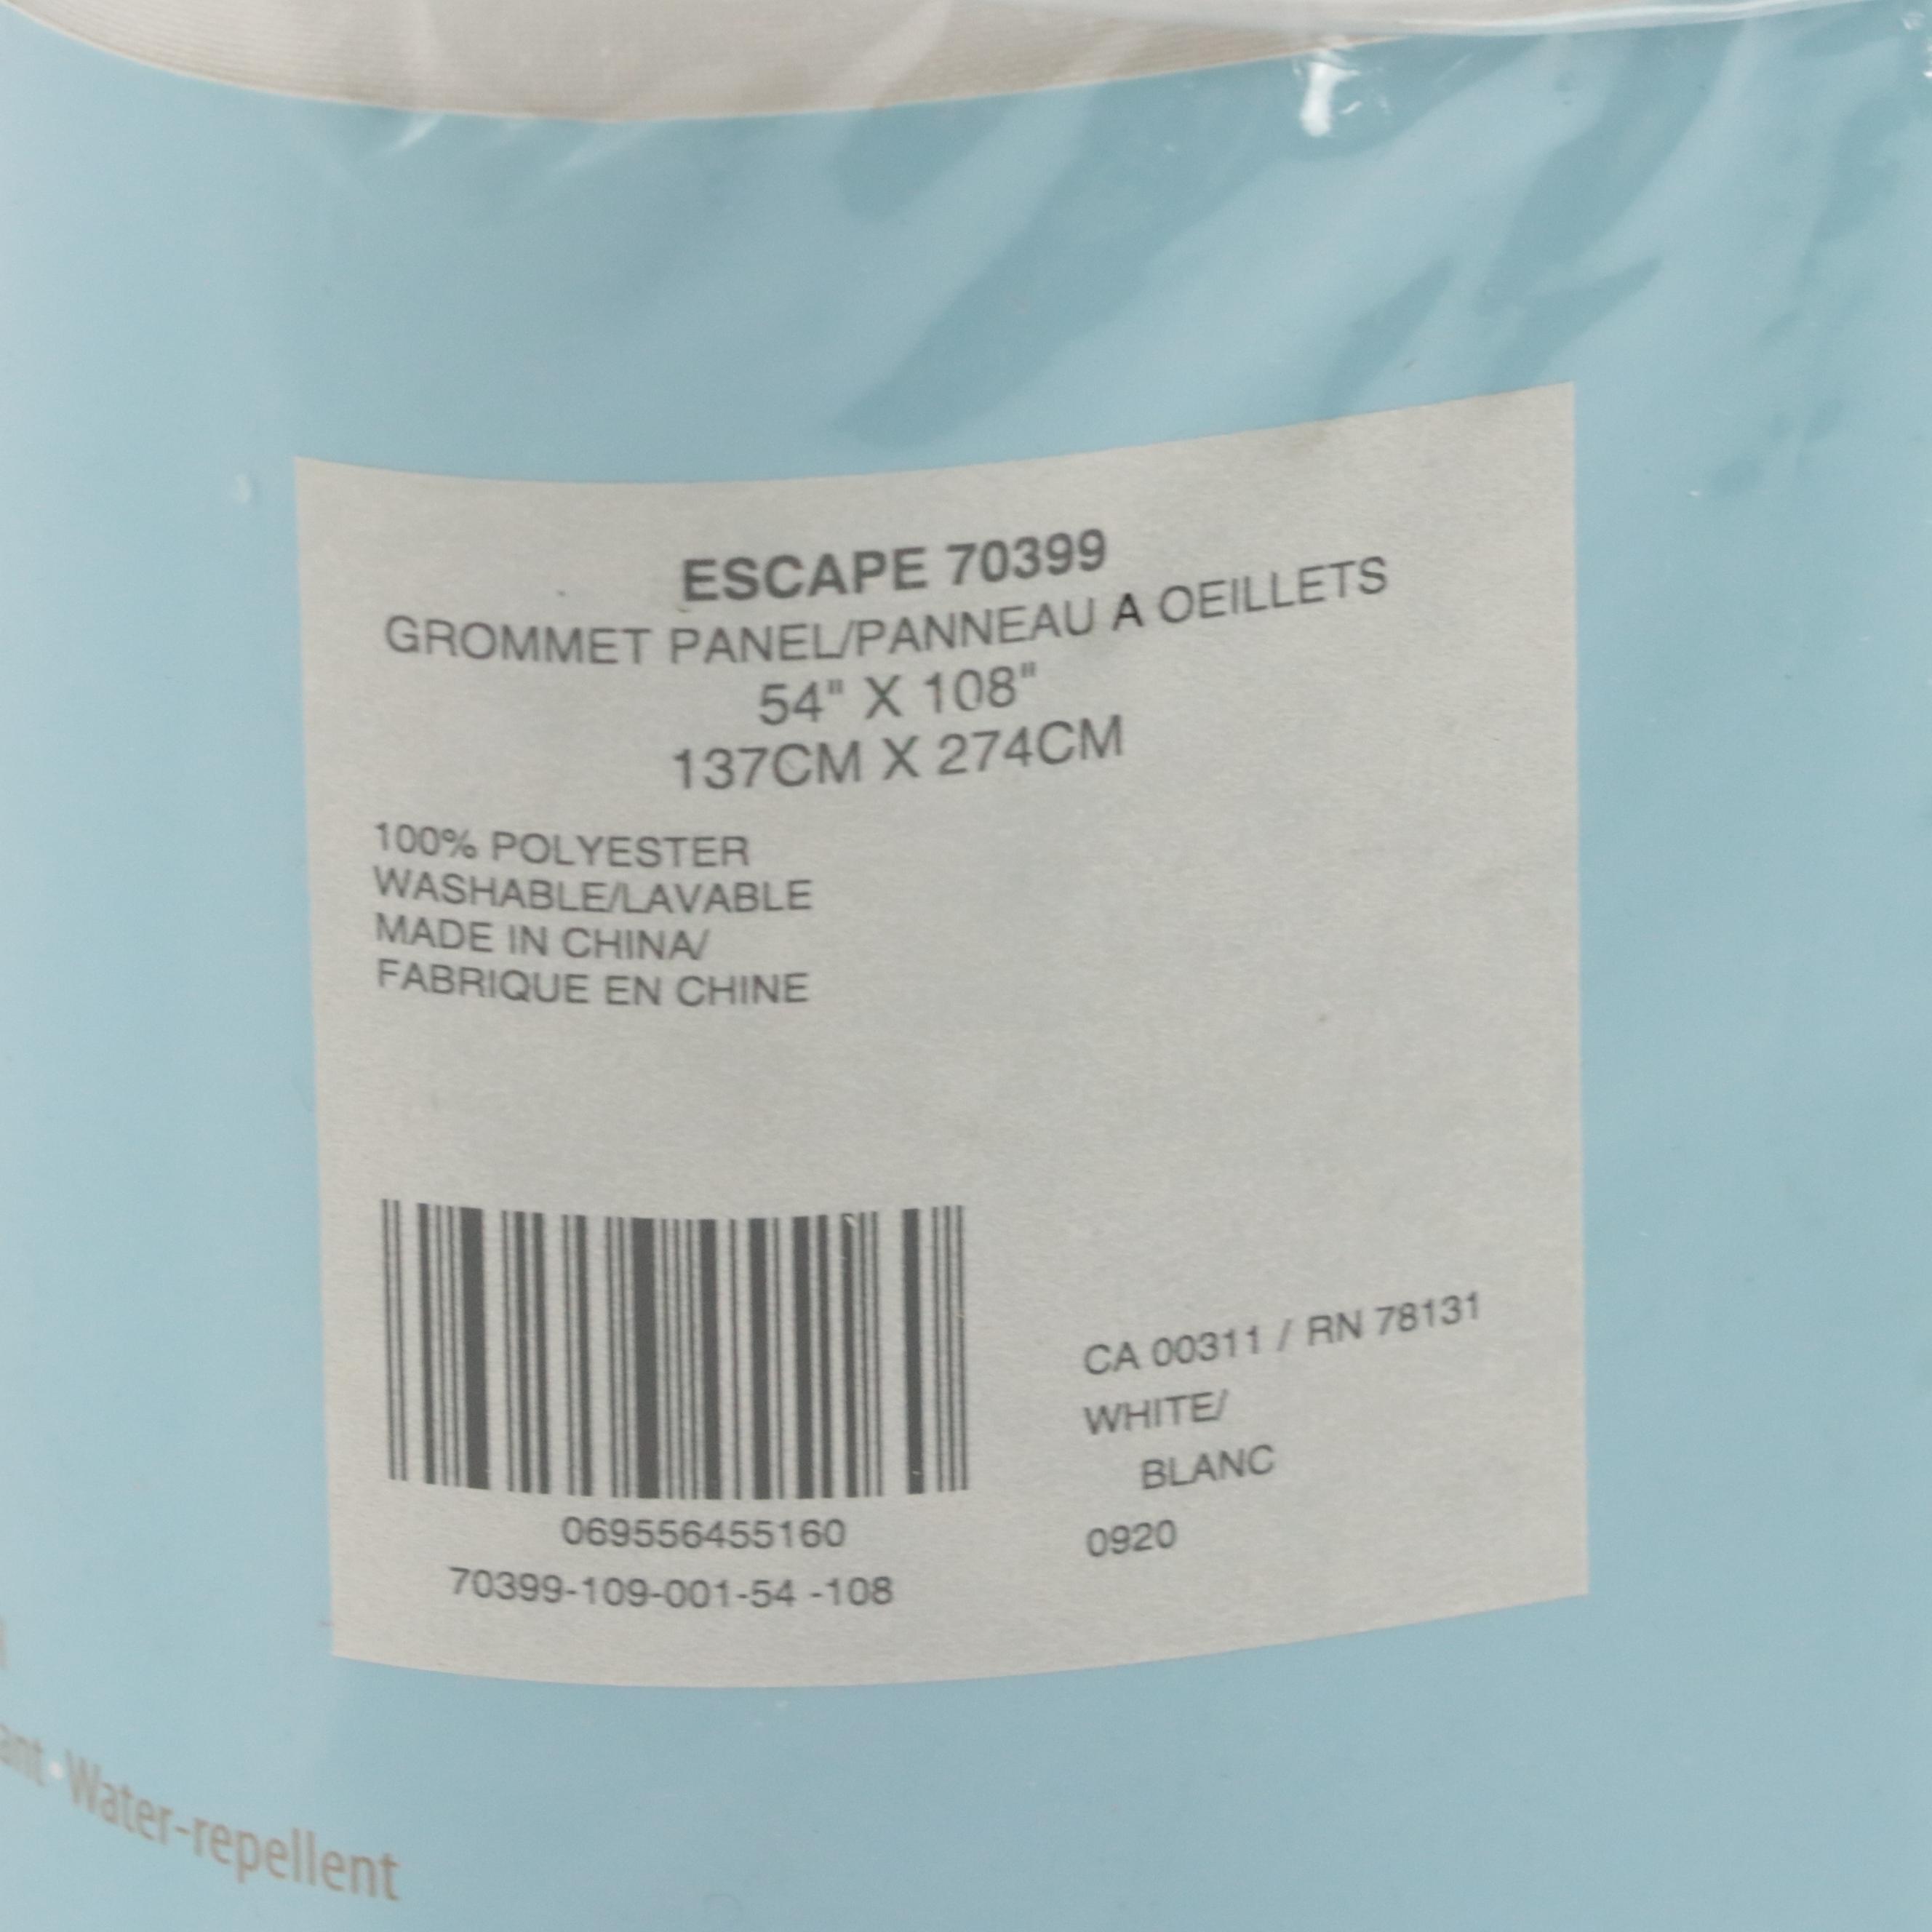 ESCAPE 70399
GROMMET PANEL/PANNEAU A OEILLETS
54" X 108"
137CM X 274CM
100% POLYESTER
WASHABLE/LAVABLE
MADE IN CHINA/
FABRIQUE EN CHINE
069556455160
70399-109-001-54 -108
CA 00311 / RN 78131
WHITE/
BLANC
0920
· Water-repellent